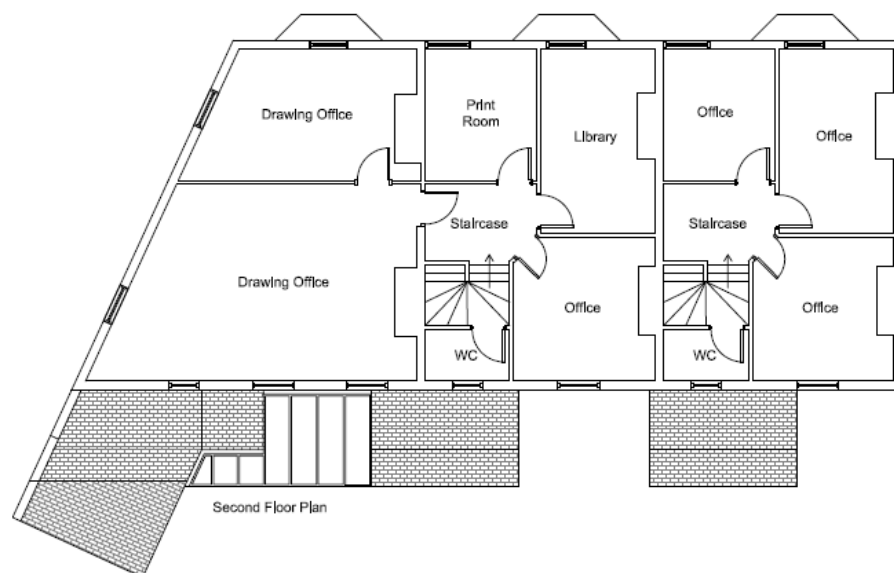 Drawing Office
Print
Room
Library
Office
Office
Staircase
Staircase
Drawing Office
Office
Office
WC
WC
Second Floor Plan